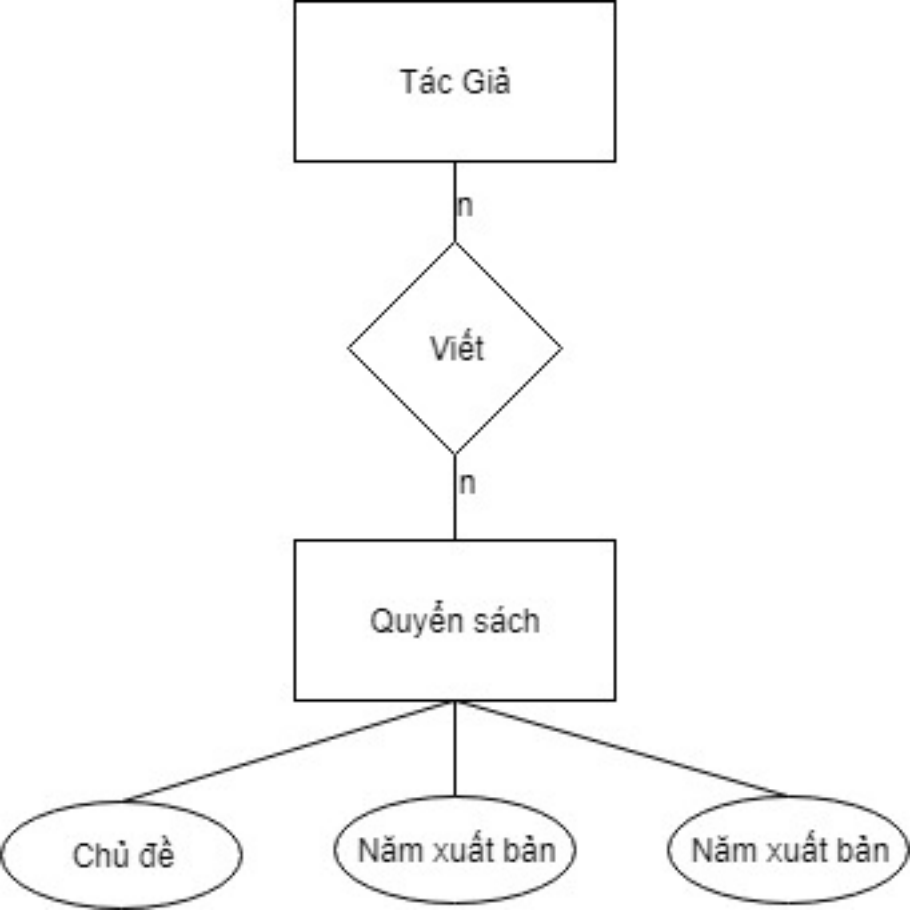 Tác Giả
n
Viết
n
Quyển sách
Chủ đề
Năm xuất bản
Năm xuất bản